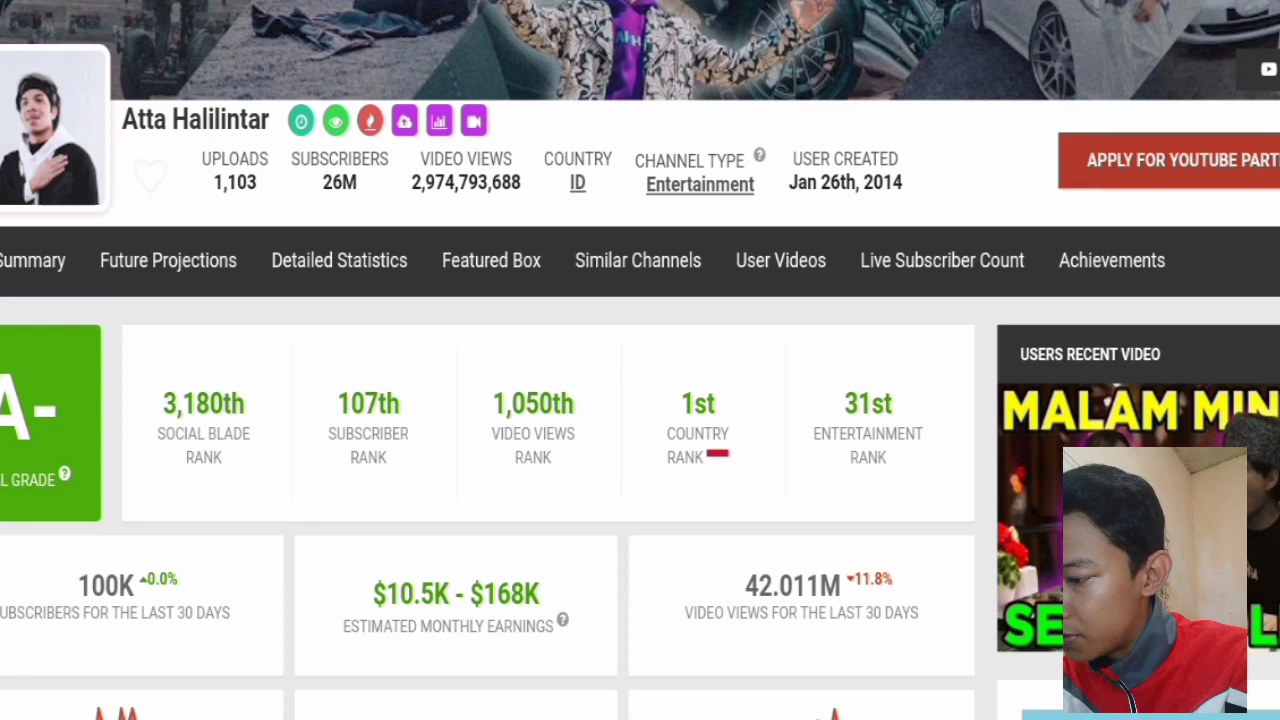 Atta Halilintar
UPLOADS
1,103
SUBSCRIBERS
26M
VIDEO VIEWS
2,974,793,688
COUNTRY
ID
CHANNEL TYPE
Entertainment
USER CREATED
Jan 26th, 2014
APPLY FOR YOUTUBE PART
Summary Future Projections Detailed Statistics Featured Box Similar Channels User Videos Live Subscriber Count Achievements
A-
L GRADE
3,180th
SOCIAL BLADE
RANK
107th
SUBSCRIBER
RANK
1,050th
VIDEO VIEWS
RANK
1st
COUNTRY
RANK
31st
ENTERTAINMENT
RANK
USERS RECENT VIDEO
MALAM MIN
SE
L
100K 0.0%
UBSCRIBERS FOR THE LAST 30 DAYS
$10.5K - $168K
ESTIMATED MONTHLY EARNINGS
42.011M 11.8%
VIDEO VIEWS FOR THE LAST 30 DAYS